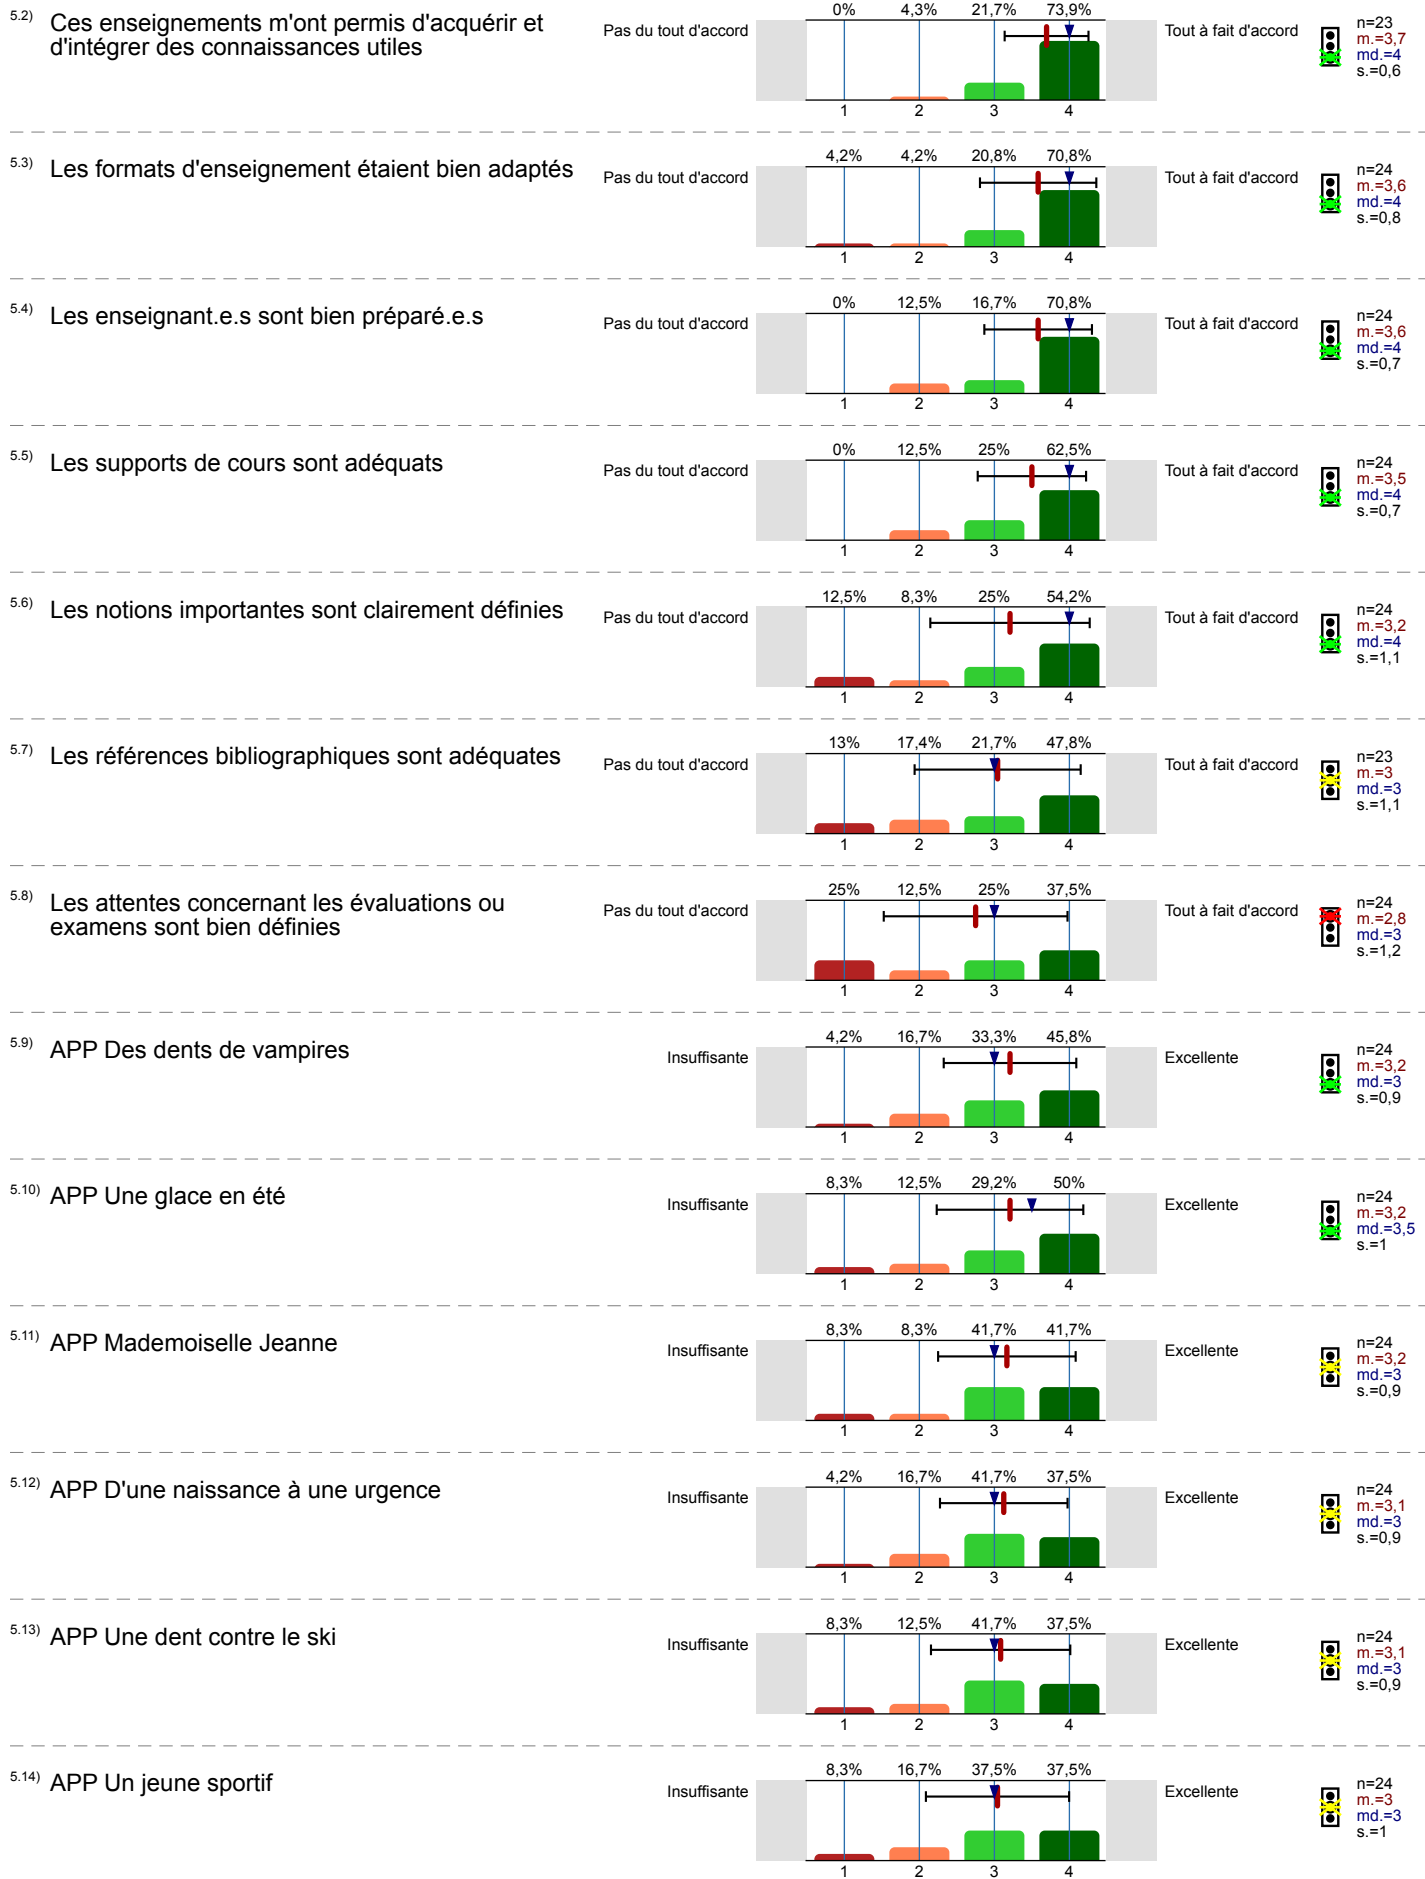 5.2) Ces enseignements m'ont permis d'acquérir et
d'intégrer des connaissances utiles
Pas du tout d'accord
0% 4,3% 21,7% 73,9%
1 2 3 4
Tout à fait d'accord
n=23
m.=3,7
md.=4
s.=0,6
5.3) Les formats d'enseignement étaient bien adaptés
Pas du tout d'accord
4,2% 4,2% 20,8% 70,8%
1 2 3 4
Tout à fait d'accord
n=24
m.=3,6
md.=4
s.=0,8
5.4) Les enseignant.e.s sont bien préparé.e.s
Pas du tout d'accord
0% 12,5% 16,7% 70,8%
1 2 3 4
Tout à fait d'accord
n=24
m.=3,6
md.=4
s.=0,7
5.5) Les supports de cours sont adéquats
Pas du tout d'accord
0% 12,5% 25% 62,5%
1 2 3 4
Tout à fait d'accord
n=24
m.=3,5
md.=4
s.=0,7
5.6) Les notions importantes sont clairement définies
Pas du tout d'accord
12,5% 8,3% 25% 54,2%
1 2 3 4
Tout à fait d'accord
n=24
m.=3,2
md.=4
s.=1,1
5.7) Les références bibliographiques sont adéquates
Pas du tout d'accord
13% 17,4% 21,7% 47,8%
1 2 3 4
Tout à fait d'accord
n=23
m.=3
md.=3
s.=1,1
5.8) Les attentes concernant les évaluations ou
examens sont bien définies
Pas du tout d'accord
25% 12,5% 25% 37,5%
1 2 3 4
Tout à fait d'accord
n=24
m.=2,8
md.=3
s.=1,2
5.9) APP Des dents de vampires
Insuffisante
4,2% 16,7% 33,3% 45,8%
1 2 3 4
Excellente
n=24
m.=3,2
md.=3
s.=0,9
5.10) APP Une glace en été
Insuffisante
8,3% 12,5% 29,2% 50%
1 2 3 4
Excellente
n=24
m.=3,2
md.=3,5
s.=1
5.11) APP Mademoiselle Jeanne
Insuffisante
8,3% 8,3% 41,7% 41,7%
1 2 3 4
Excellente
n=24
m.=3,2
md.=3
s.=0,9
5.12) APP D'une naissance à une urgence
Insuffisante
4,2% 16,7% 41,7% 37,5%
1 2 3 4
Excellente
n=24
m.=3,1
md.=3
s.=0,9
5.13) APP Une dent contre le ski
Insuffisante
8,3% 12,5% 41,7% 37,5%
1 2 3 4
Excellente
n=24
m.=3,1
md.=3
s.=0,9
5.14) APP Un jeune sportif
Insuffisante
8,3% 16,7% 37,5% 37,5%
1 2 3 4
Excellente
n=24
m.=3
md.=3
s.=1